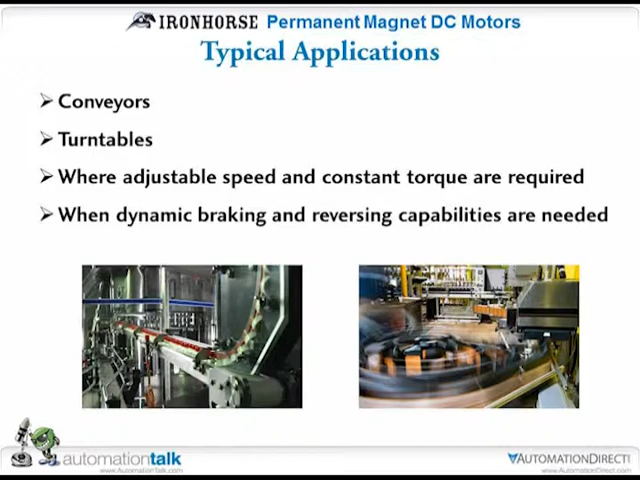 IRONHORSE Permanent Magnet DC Motors
Typical Applications
Conveyors
Turntables
Where adjustable speed and constant torque are required
When dynamic braking and reversing capabilities are needed
automationtalk
www.AutomationTalk.com
AUTOMATIONDIRECT
www.AutomationDirect.com